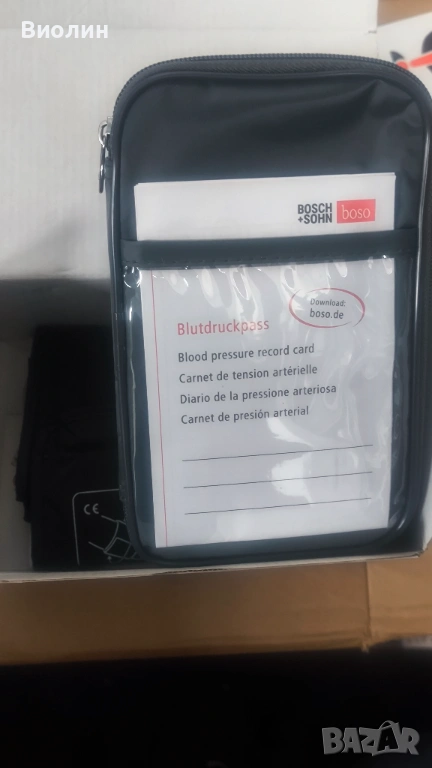 Виолин
BOSCH
+SOHN boso
Download:
boso.de
Blutdruckpass
Blood pressure record card
Carnet de tension artérielle
Diario de la pressione arteriosa
Carnet de presión arterial
CE
BAZAR